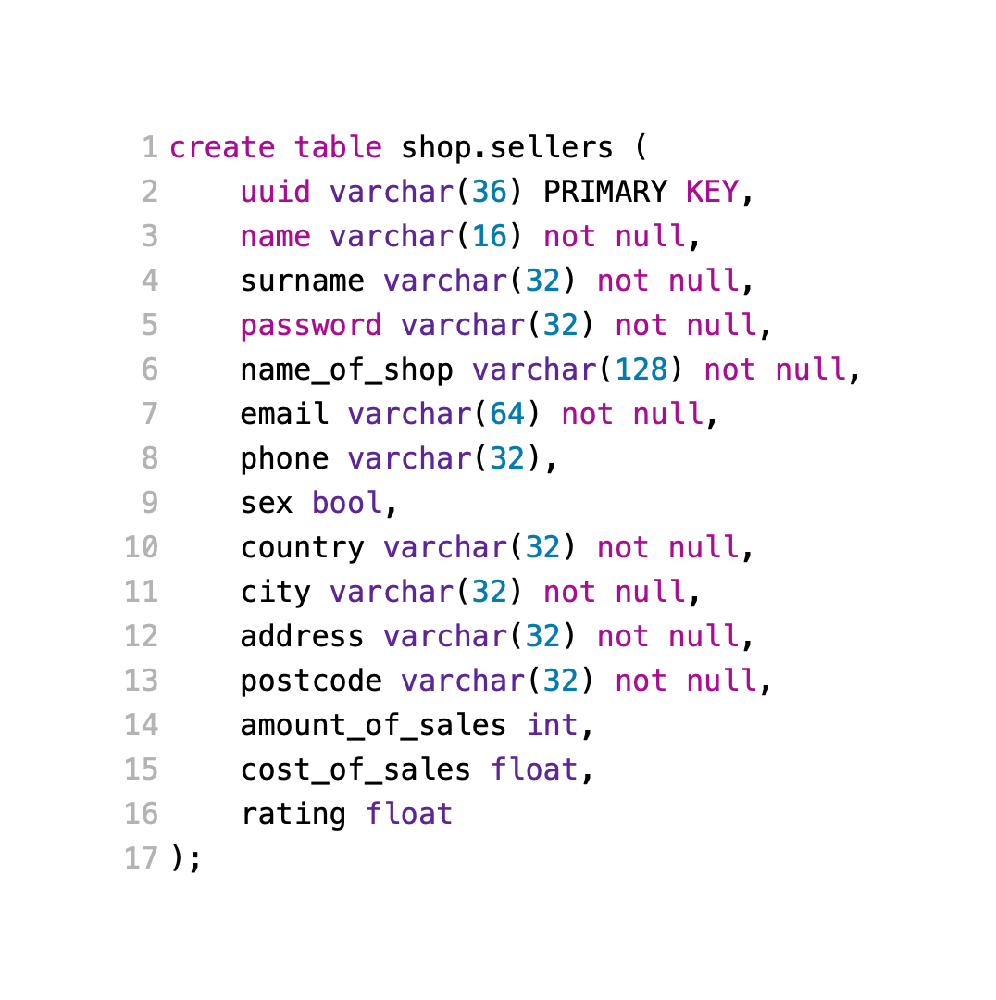 1 create table shop.sellers (
2     uuid varchar(36) PRIMARY KEY,
3     name varchar(16) not null,
4     surname varchar(32) not null,
5     password varchar(32) not null,
6     name_of_shop varchar(128) not null,
7     email varchar(64) not null,
8     phone varchar(32),
9     sex bool,
10     country varchar(32) not null,
11     city varchar(32) not null,
12     address varchar(32) not null,
13     postcode varchar(32) not null,
14     amount_of_sales int,
15     cost_of_sales float,
16     rating float
17 );